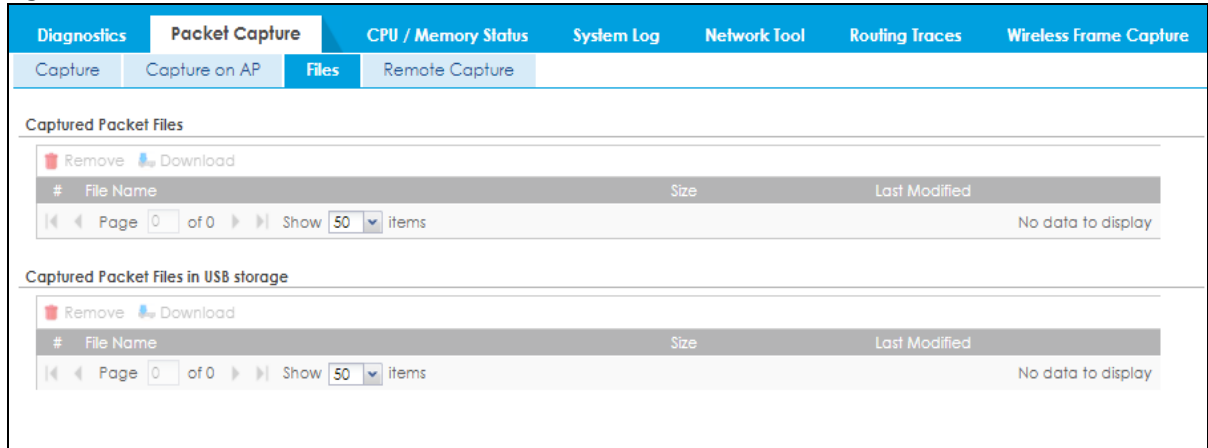 Diagnostics Packet Capture CPU / Memory Status System Log Network Tool Routing Traces Wireless Frame Capture
Capture Capture on AP Files Remote Capture
Captured Packet Files
Remove Download
# File Name Size Last Modified
Page 0 of 0 Show 50 items No data to display
Captured Packet Files in USB storage
Remove Download
# File Name Size Last Modified
Page 0 of 0 Show 50 items No data to display